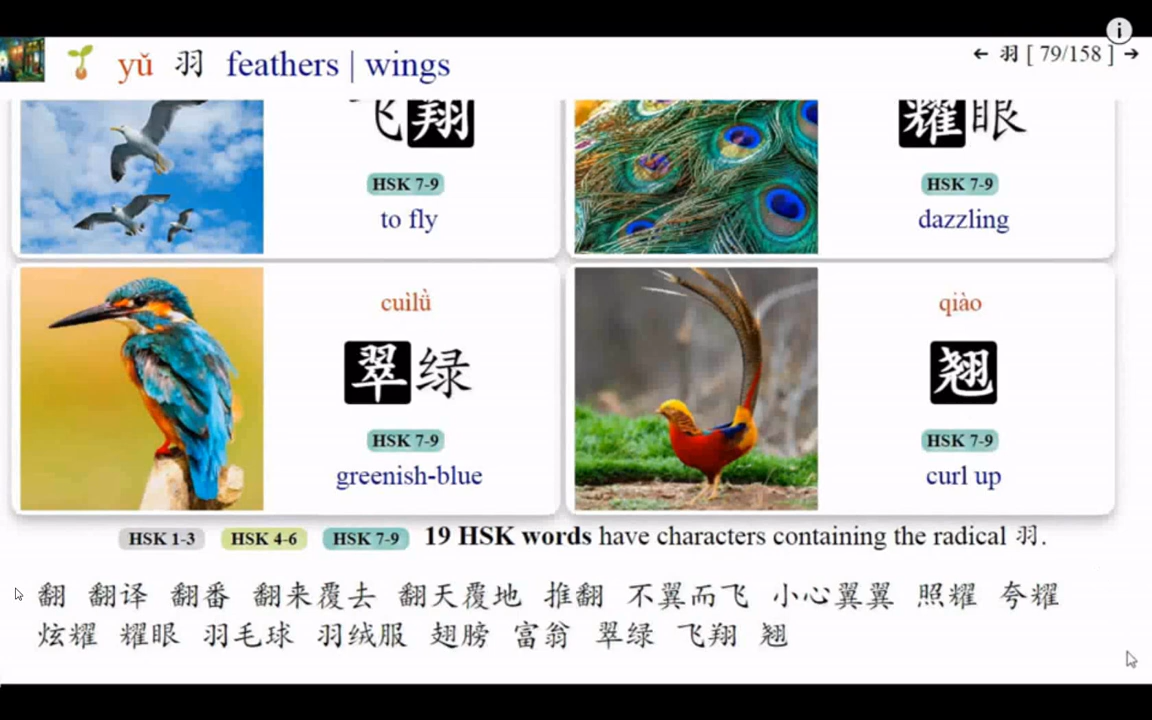 yǔ 羽 feathers | wings
← 羽 [ 79/158 ] →
飞翔
HSK 7-9
to fly
耀眼
HSK 7-9
dazzling
cuìlǜ
翠绿
HSK 7-9
greenish-blue
qiào
翘
HSK 7-9
curl up
HSK 1-3 HSK 4-6 HSK 7-9 19 HSK words have characters containing the radical 羽.
翻 翻译 翻番 翻来覆去 翻天覆地 推翻 不翼而飞 小心翼翼 照耀 夸耀
炫耀 耀眼 羽毛球 羽绒服 翅膀 富翁 翠绿 飞翔 翘